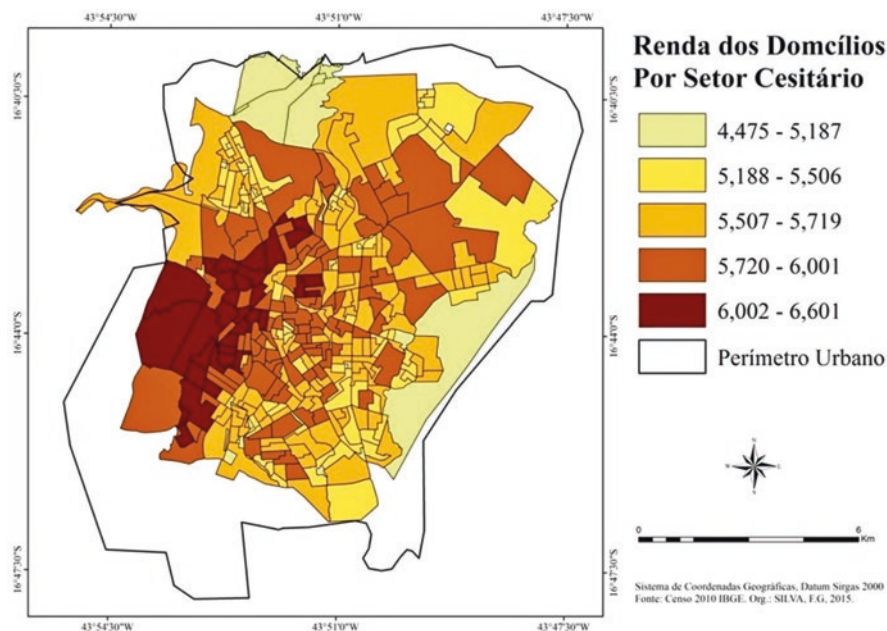 43°54'30"W
43°51'0"W
43°47'30"W
16°40'30"S
16°44'0"S
16°47'30"S
16°40'30"S
16°44'0"S
16°47'30"S
43°54'30"W
43°51'0"W
43°47'30"W
Renda dos Domcílios
Por Setor Cesitário
4,475 - 5,187
5,188 - 5,506
5,507 - 5,719
5,720 - 6,001
6,002 - 6,601
Perímetro Urbano
N
W
L
S
0 6
Km
Sistema de Coordenadas Geográficas, Datum Sirgas 2000
Fonte: Censo 2010 IBGE. Org.: SILVA, F.G, 2015.